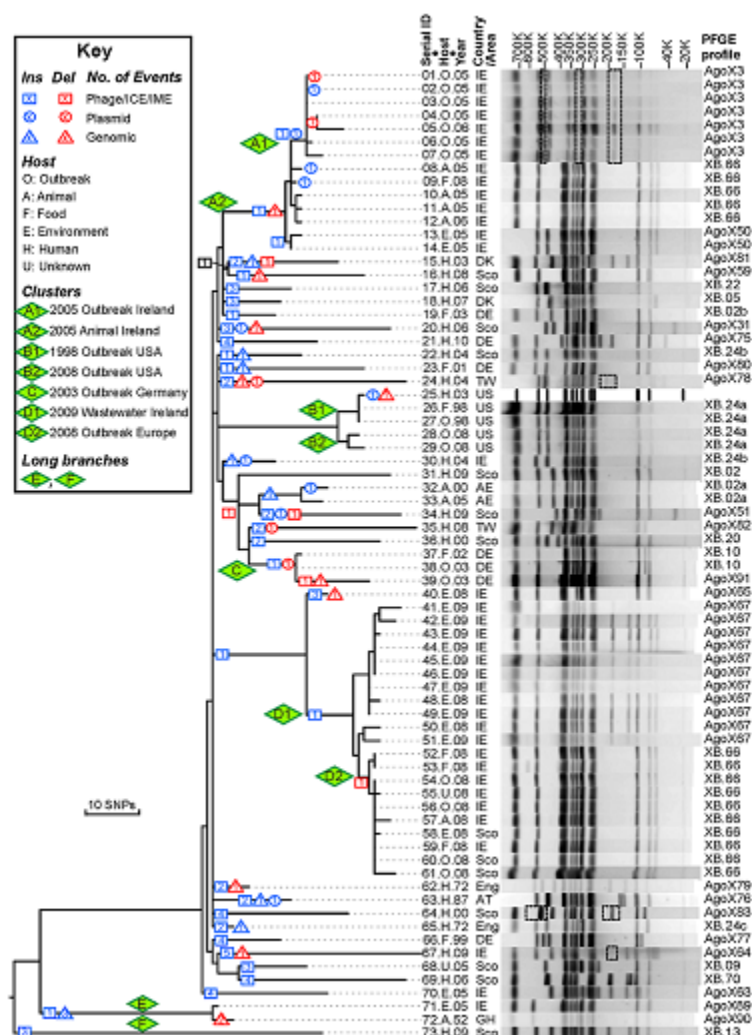 Key
Ins Del No. of Events
Phage/ICE/IME
Plasmid
Genomic
Host
O: Outbreak
A: Animal
F: Food
E: Environment
H: Human
U: Unknown
Clusters
A1 2005 Outbreak Ireland
A2 2005 Animal Ireland
B1 1998 Outbreak USA
B2 2008 Outbreak USA
C 2003 Outbreak Germany
D1 2009 Wastewater Ireland
D2 2008 Outbreak Europe
Long branches
E, F
10 SNPs
A1
A2
B1
B2
C
D1
D2
E
Serial ID
Host
Year
Country
/Area
PFGE
profile
01.O.05 IE AgoX3
02.O.05 IE AgoX3
03.O.05 IE AgoX3
04.O.05 IE AgoX3
05.O.06 IE AgoX3
06.O.05 IE AgoX3
07.O.05 IE AgoX3
08.A.05 IE XB.66
09.F.08 IE XB.66
10.A.05 IE XB.66
11.A.05 IE XB.66
12.A.06 IE XB.66
13.E.05 IE AgoX50
14.E.05 IE AgoX50
15.H.03 DK AgoX81
16.H.08 Sco AgoX59
17.H.06 Sco XB.22
18.H.07 DK XB.05
19.F.03 DE XB.02b
20.H.06 Sco AgoX31
21.H.10 DE AgoX75
22.H.04 Sco XB.24b
23.F.01 DE AgoX80
24.H.04 TW AgoX78
25.H.03 US
26.F.98 US XB.24a
27.O.98 US XB.24a
28.O.08 US XB.24a
29.O.08 US XB.24a
30.H.04 IE XB.24b
31.H.09 Sco XB.02
32.A.00 AE XB.02a
33.A.05 AE XB.02a
34.H.09 Sco AgoX51
35.H.08 TW AgoX82
36.H.00 Sco XB.20
37.F.02 DE XB.10
38.O.03 DE XB.10
39.O.03 DE AgoX91
40.E.08 IE AgoX65
41.E.09 IE AgoX67
42.E.09 IE AgoX67
43.E.09 IE AgoX67
44.E.09 IE AgoX67
45.E.09 IE AgoX67
46.E.09 IE AgoX67
47.E.09 IE AgoX67
48.E.08 IE AgoX67
49.E.09 IE AgoX67
50.E.08 IE AgoX67
51.E.09 IE AgoX67
52.F.08 IE XB.66
53.F.08 IE XB.66
54.O.08 IE XB.66
55.U.08 IE XB.66
56.O.08 IE XB.66
57.A.08 IE XB.66
58.E.08 Sco XB.66
59.F.08 IE XB.66
60.O.08 Sco XB.66
61.O.08 Sco XB.66
62.H.72 Eng AgoX79
63.H.87 AT AgoX76
64.H.00 Sco AgoX83
65.H.72 Eng XB.24c
66.F.99 DE AgoX77
67.H.09 IE AgoX64
68.U.05 Sco XB.09
69.H.06 Sco XB.70
70.E.05 IE AgoX63
71.E.05 IE AgoX59
72.A.52 GH AgoX90
73.H.09 Sco